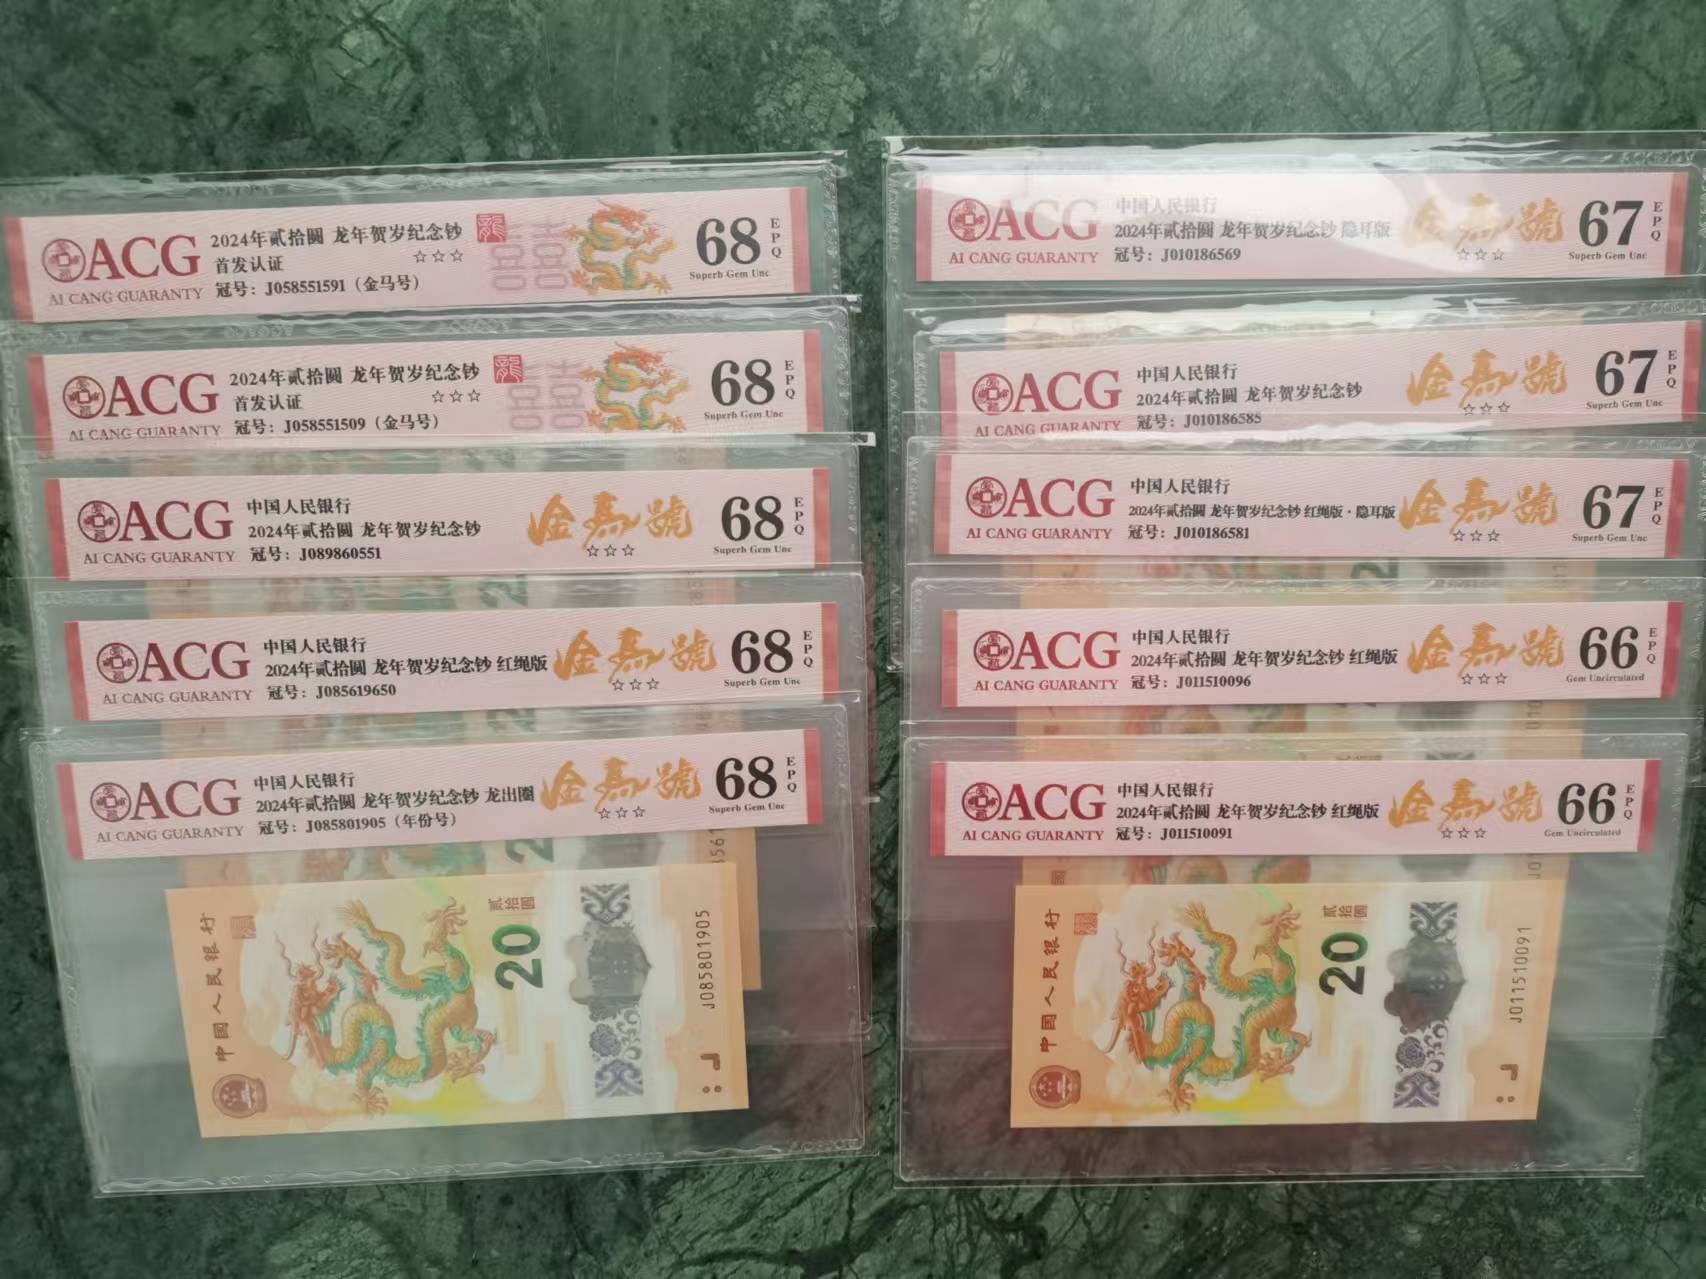 ACG
AI CANG GUARANTY
2024年贰拾圆 龙年贺岁纪念钞
首发认证
☆☆☆
冠号：J058551591（金马号）
龍
68
EPQ
Superb Gem Unc
ACG
AI CANG GUARANTY
2024年贰拾圆 龙年贺岁纪念钞
首发认证
☆☆☆
冠号：J058551509（金马号）
龍
68
EPQ
Superb Gem Unc
ACG
AI CANG GUARANTY
中国人民银行
2024年贰拾圆 龙年贺岁纪念钞
冠号：J089860551
金馬號
☆☆☆
68
EPQ
Superb Gem Unc
ACG
AI CANG GUARANTY
中国人民银行
2024年贰拾圆 龙年贺岁纪念钞 红绳版
冠号：J085619650
金馬號
☆☆☆
68
EPQ
Superb Gem Unc
ACG
AI CANG GUARANTY
中国人民银行
2024年贰拾圆 龙年贺岁纪念钞 龙出圈
冠号：J085801905（年份号）
金馬號
☆☆☆
68
EPQ
Superb Gem Unc
中国人民银行
20
贰拾圆
J085801905
ACG
AI CANG GUARANTY
中国人民银行
2024年贰拾圆 龙年贺岁纪念钞 隐耳版
冠号：J010186569
金馬號
☆☆☆
67
EPQ
Superb Gem Unc
ACG
AI CANG GUARANTY
中国人民银行
2024年贰拾圆 龙年贺岁纪念钞
冠号：J010186585
金馬號
☆☆☆
67
EPQ
Superb Gem Unc
ACG
AI CANG GUARANTY
中国人民银行
2024年贰拾圆 龙年贺岁纪念钞 红绳版·隐耳版
冠号：J010186581
金馬號
☆☆☆
67
EPQ
Superb Gem Unc
ACG
AI CANG GUARANTY
中国人民银行
2024年贰拾圆 龙年贺岁纪念钞 红绳版
冠号：J011510096
金馬號
☆☆☆
66
EPQ
Gem Uncirculated
ACG
AI CANG GUARANTY
中国人民银行
2024年贰拾圆 龙年贺岁纪念钞 红绳版
冠号：J011510091
金馬號
☆☆☆
66
EPQ
Gem Uncirculated
中国人民银行
20
贰拾圆
J011510091